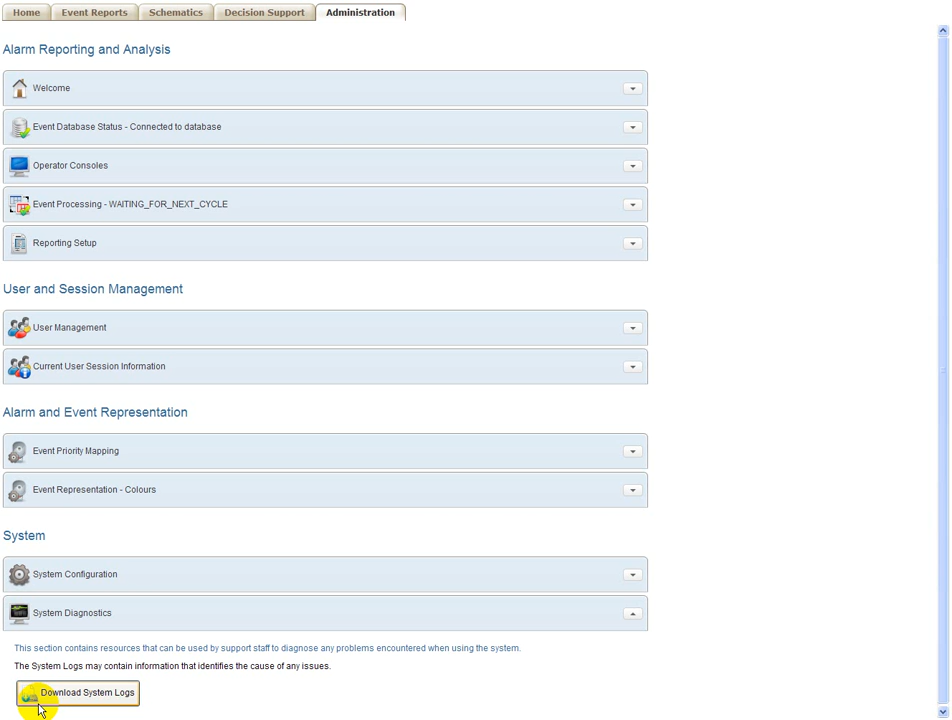 Home Event Reports Schematics Decision Support Administration
Alarm Reporting and Analysis
Welcome
Event Database Status - Connected to database
Operator Consoles
Event Processing - WAITING_FOR_NEXT_CYCLE
Reporting Setup
User and Session Management
User Management
Current User Session Information
Alarm and Event Representation
Event Priority Mapping
Event Representation - Colours
System
System Configuration
System Diagnostics
This section contains resources that can be used by support staff to diagnose any problems encountered when using the system.
The System Logs may contain information that identifies the cause of any issues.
Download System Logs